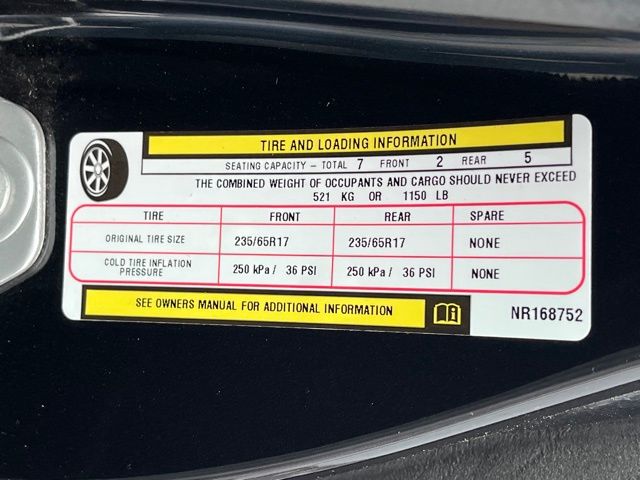 TIRE AND LOADING INFORMATION
SEATING CAPACITY – TOTAL 7 FRONT 2 REAR 5
THE COMBINED WEIGHT OF OCCUPANTS AND CARGO SHOULD NEVER EXCEED
521 KG OR 1150 LB
TIRE FRONT REAR SPARE
ORIGINAL TIRE SIZE 235/65R17 235/65R17 NONE
COLD TIRE INFLATION
PRESSURE 250 kPa / 36 PSI 250 kPa / 36 PSI NONE
SEE OWNERS MANUAL FOR ADDITIONAL INFORMATION
NR168752